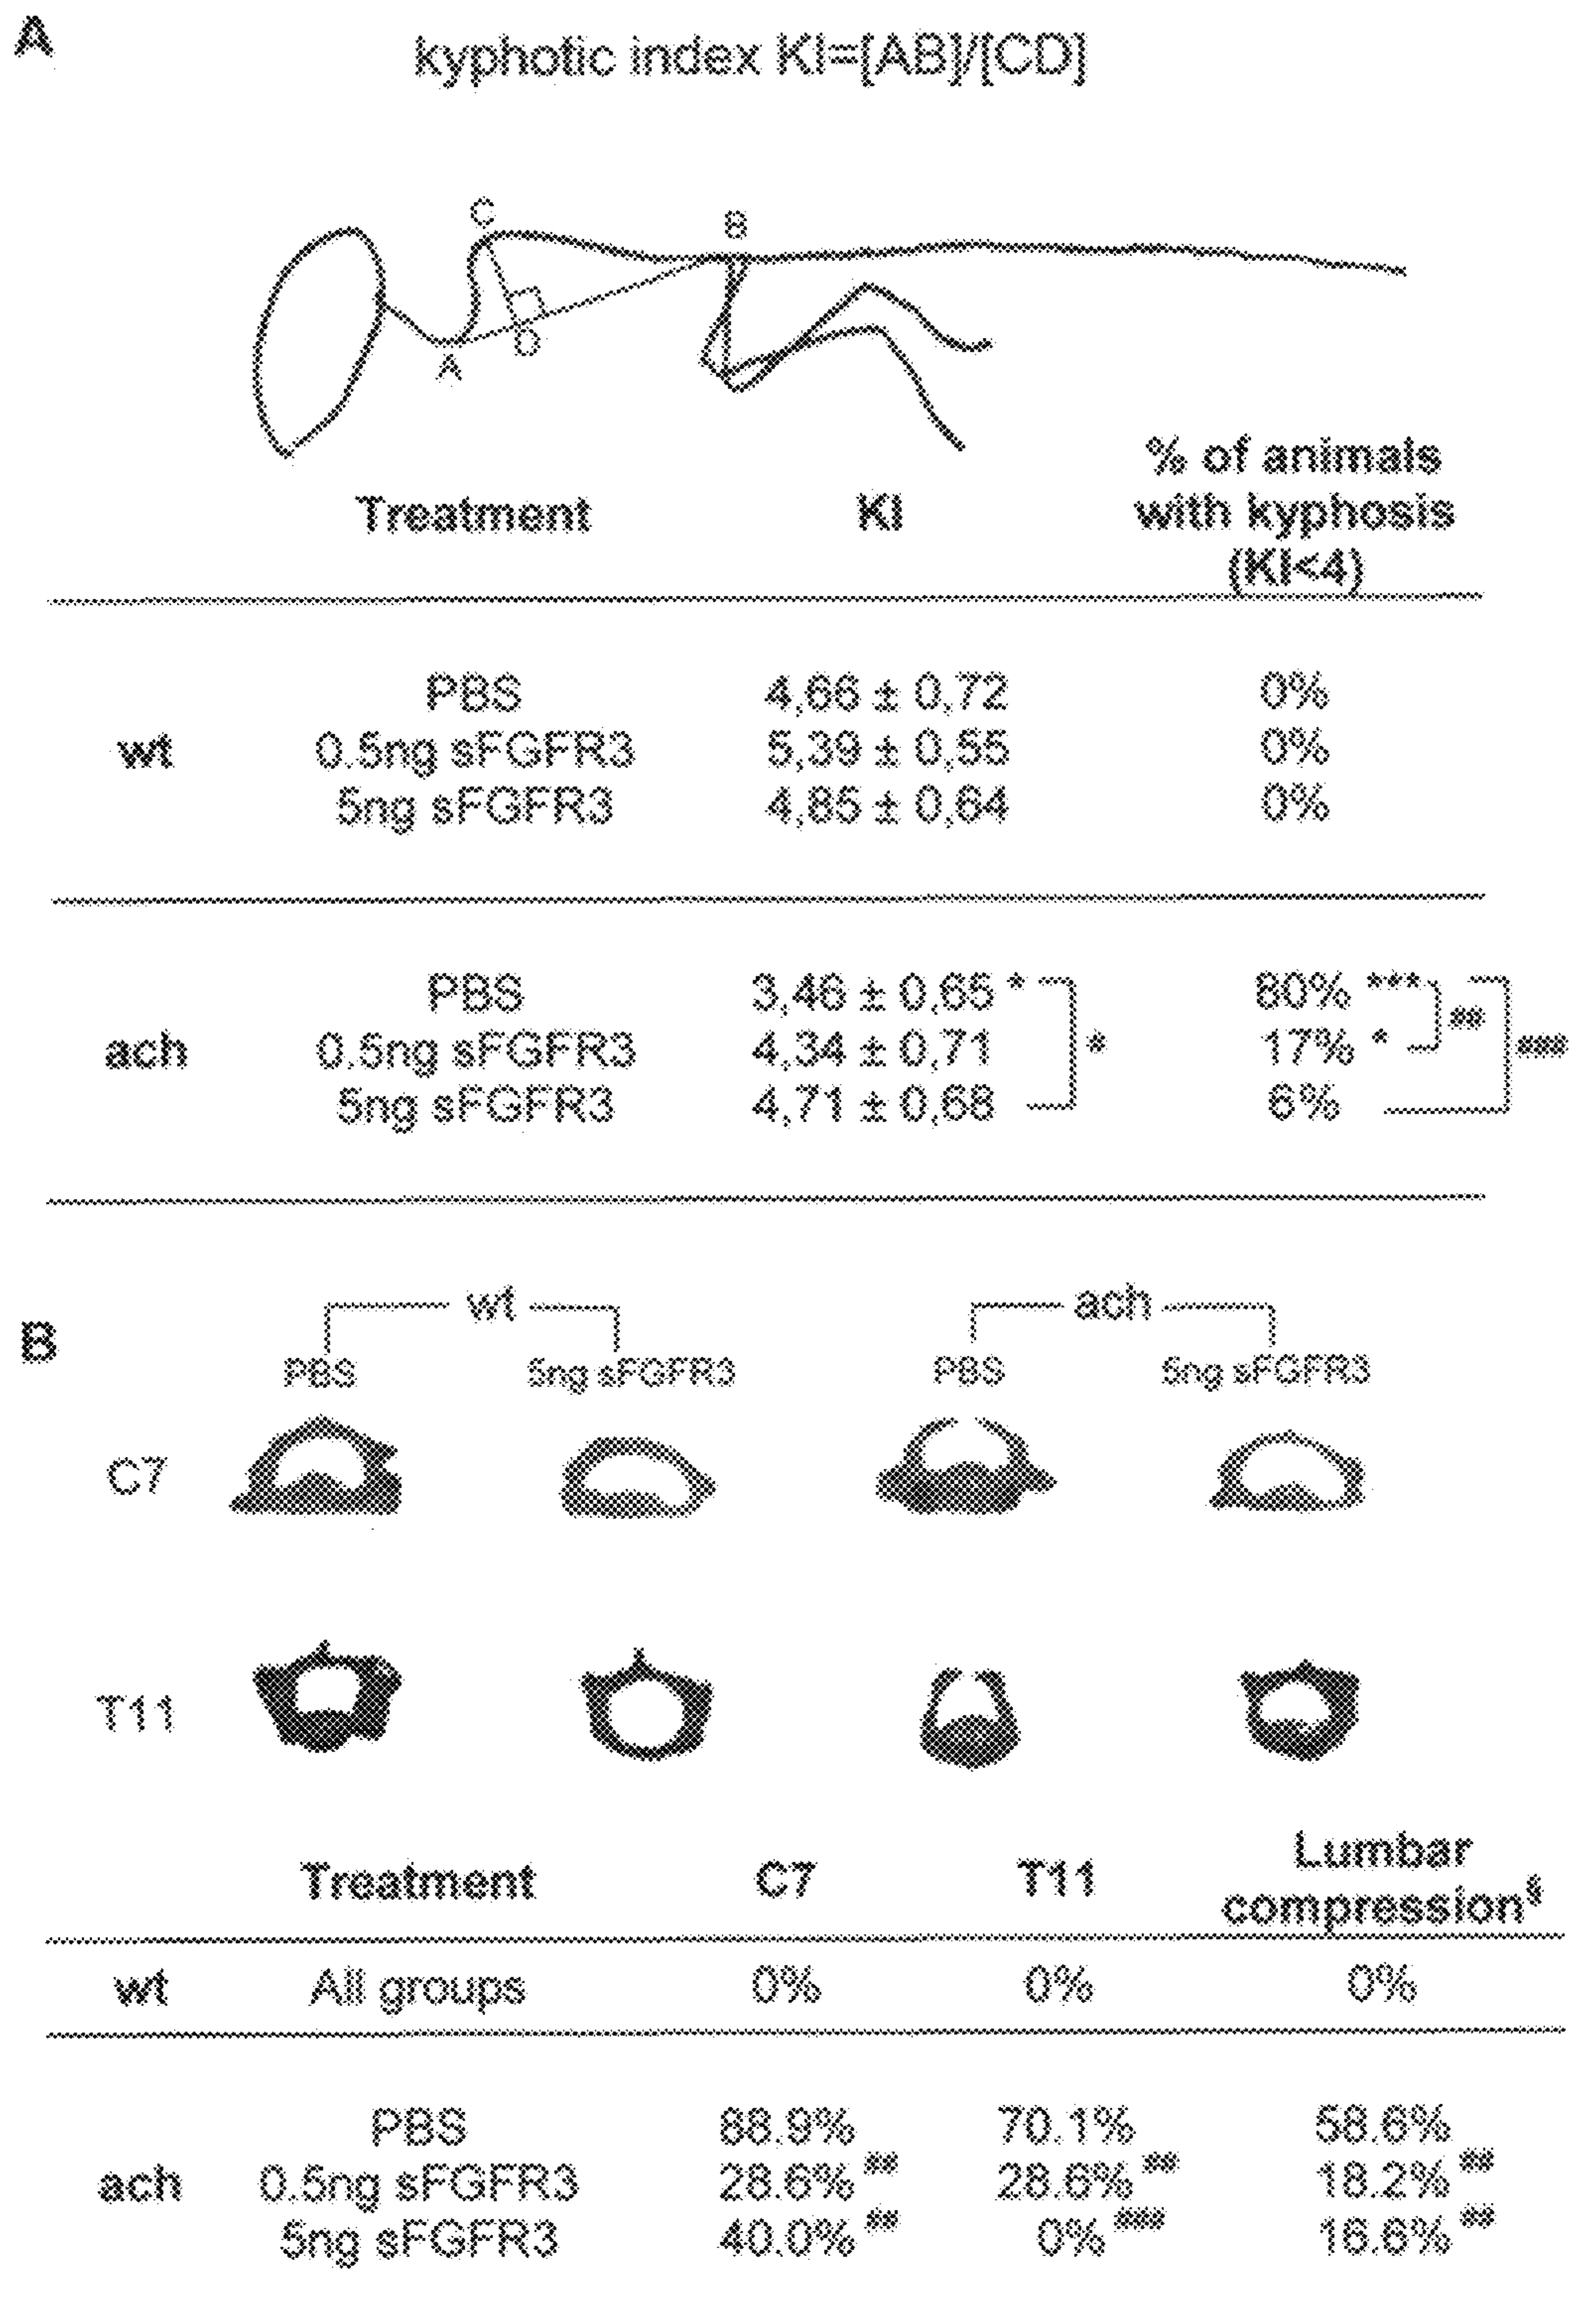 A
kyphotic index KI=[AB]/[CD]
C
B
D
A
% of animals
Treatment KI with kyphosis
(KI<4)
PBS 4,66 ± 0,72 0%
wt 0.5ng sFGFR3 5,39 ± 0,55 0%
5ng sFGFR3 4,85 ± 0,64 0%
PBS 3,46 ± 0,65 * 80% ***
##
ach 0.5ng sFGFR3 4,34 ± 0,71 * 17% * ###
5ng sFGFR3 4,71 ± 0,68 6%
B
wt ach
PBS 5ng sFGFR3 PBS 5ng sFGFR3
C7
T11
Lumbar
Treatment C7 T11 compression§
wt All groups 0% 0% 0%
PBS 88.9% 70.1% 58.6%
ach 0.5ng sFGFR3 28.6% ## 28.6% ## 18.2% ##
5ng sFGFR3 40.0% ## 0% ### 16.6% ##